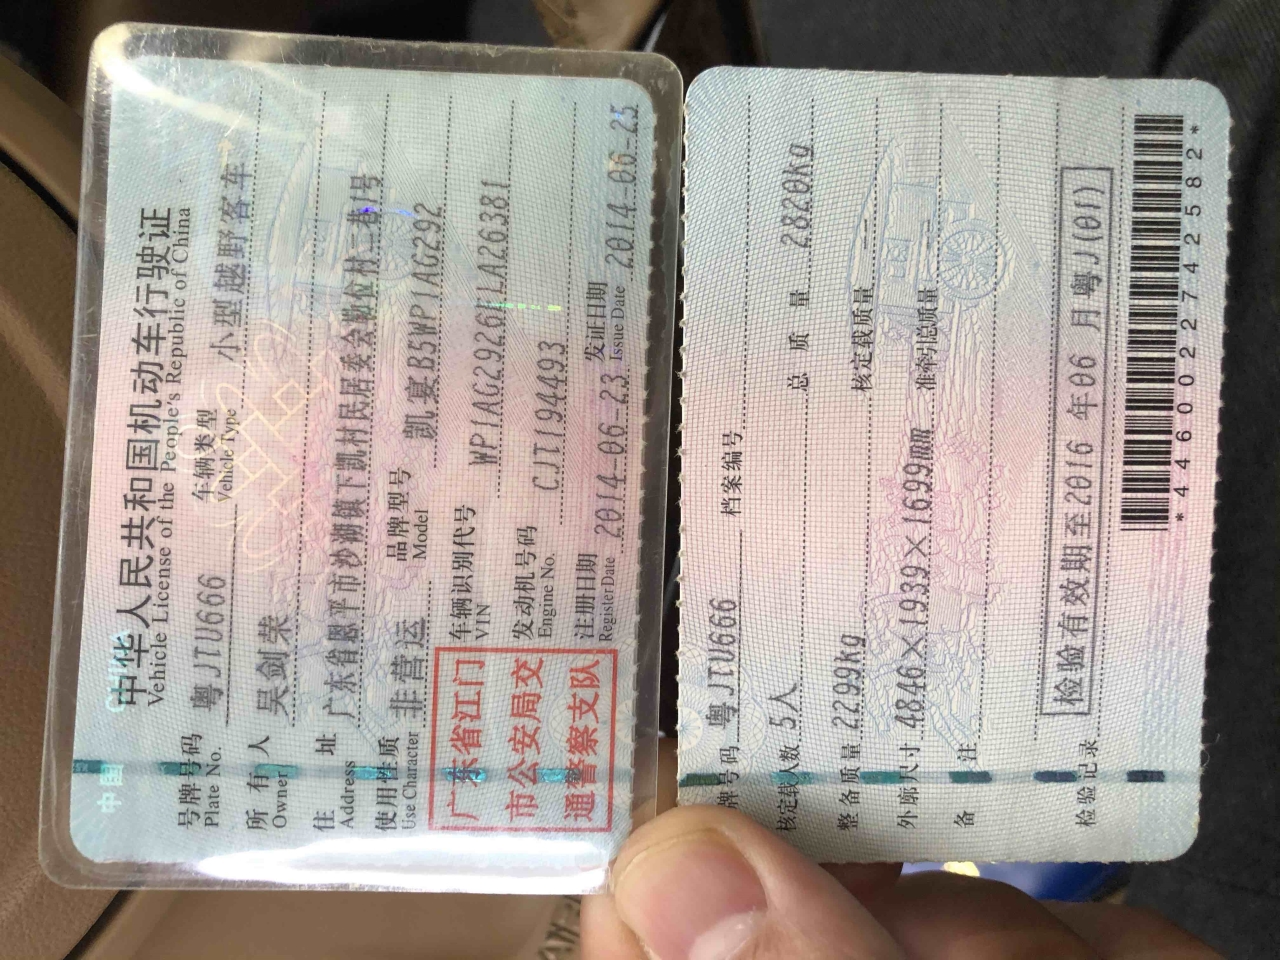 中华人民共和国机动车行驶证
Vehicle License of the People's Republic of China
号牌号码 粤JTU666 车辆类型 小型越野客车
Plate No. Vehicle Type
所有人 吴剑荣
Owner
住址 广东省恩平市沙湖镇下凯村民居委会 位村仁巷1号
Address
使用性质 非营运 品牌型号 凯宴BSWP1AG292
Use Character Model
车辆识别代号 WP1AG2926 LA26381
VIN
发动机号码 CJT194493
Engine No.
注册日期 2014-06-23 发证日期 2014-06-25
Register Date Issue Date
广东省江门
市公安局交
通警察支队
中国
牌号码 粤JTU666 档案编号
核定载人数 5人 总质量 2820kg
整备质量 2299kg 核定载质量
外廓尺寸 4846×1939×1699mm 准牵引总质量
备注
检验有效期至2016年06月粤J(01)
检验记录
*4460022742582*